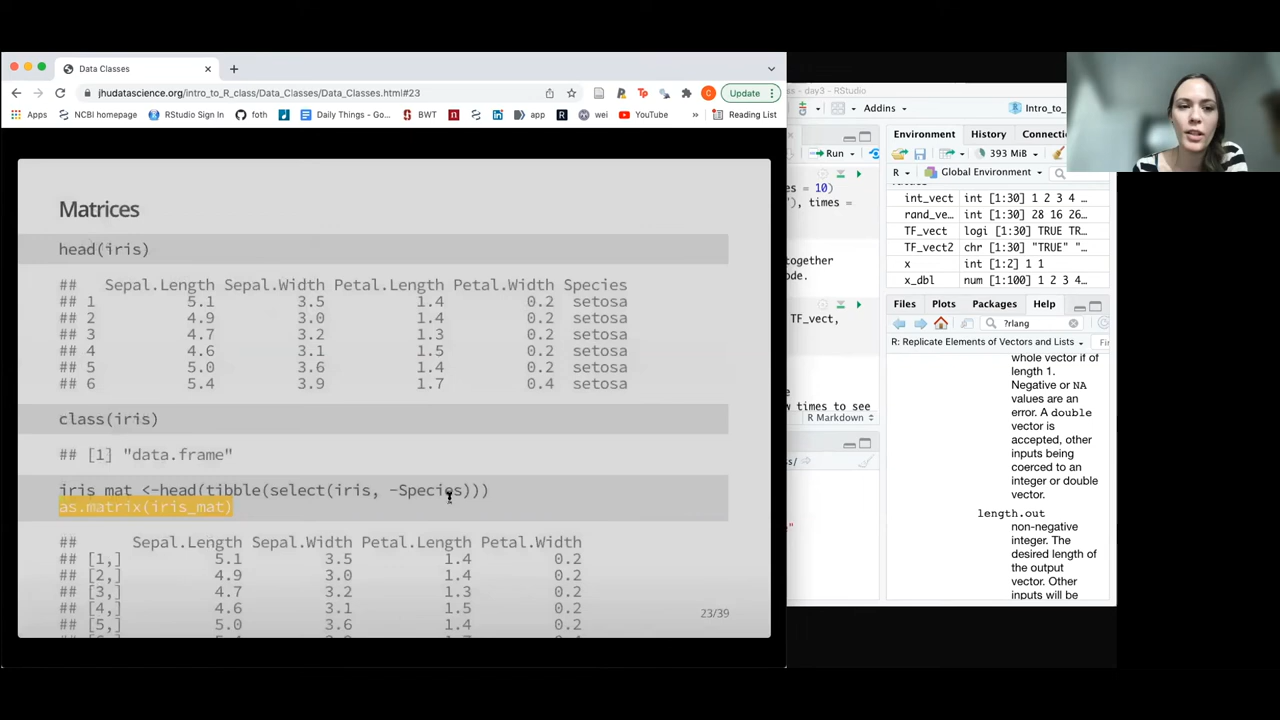 Data Classes
jhudatascience.org/intro_to_R_class/Data_Classes/Data_Classes.html#23
Update
Apps
NCBI homepage
RStudio Sign In
foth
Daily Things - Go...
BWT
app
wei
YouTube
»
Reading List
Matrices
head(iris)
##   Sepal.Length Sepal.Width Petal.Length Petal.Width Species
## 1          5.1         3.5          1.4         0.2  setosa
## 2          4.9         3.0          1.4         0.2  setosa
## 3          4.7         3.2          1.3         0.2  setosa
## 4          4.6         3.1          1.5         0.2  setosa
## 5          5.0         3.6          1.4         0.2  setosa
## 6          5.4         3.9          1.7         0.4  setosa
class(iris)
## [1] "data.frame"
iris_mat <-head(tibble(select(iris, -Species)))
as.matrix(iris_mat)
##      Sepal.Length Sepal.Width Petal.Length Petal.Width
## [1,]          5.1         3.5          1.4         0.2
## [2,]          4.9         3.0          1.4         0.2
## [3,]          4.7         3.2          1.3         0.2
## [4,]          4.6         3.1          1.5         0.2
## [5,]          5.0         3.6          1.4         0.2
23/39
- day3 - RStudio
Addins
Intro_to_
Run
= 10)
times =
together
ode.
TF_vect,
w times to see
R Markdown
Environment
History
Connectio
393 MiB
R
Global Environment
int_vect int [1:30] 1 2 3 4 …
rand_ve… int [1:30] 28 16 26…
TF_vect logi [1:30] TRUE TR…
TF_vect2 chr [1:30] "TRUE" "…
x int [1:2] 1 1
x_dbl num [1:100] 1 2 3 4 …
Files
Plots
Packages
Help
?rlang
R: Replicate Elements of Vectors and Lists
whole vector if of
length 1.
Negative or NA
values are an
error. A double
vector is
accepted, other
inputs being
coerced to an
integer or double
vector.
length.out
non-negative
integer. The
desired length of
the output
vector. Other
inputs will be